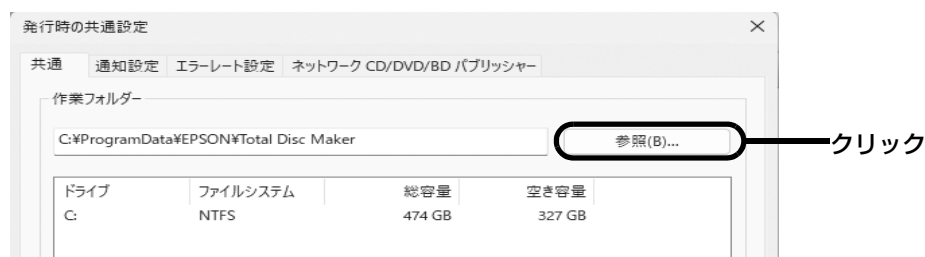 発行時の共通設定
共通 通知設定 エラーレート設定 ネットワーク CD/DVD/BD パブリッシャー
作業フォルダー
C:¥ProgramData¥EPSON¥Total Disc Maker 参照(B)... クリック
ドライブ ファイルシステム 総容量 空き容量
C: NTFS 474 GB 327 GB